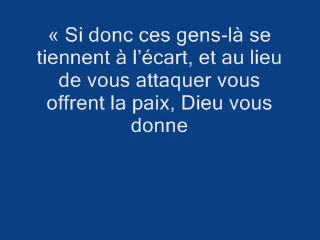 « Si donc ces gens-là se
tiennent à l’écart, et au lieu
de vous attaquer vous
offrent la paix, Dieu vous
donne